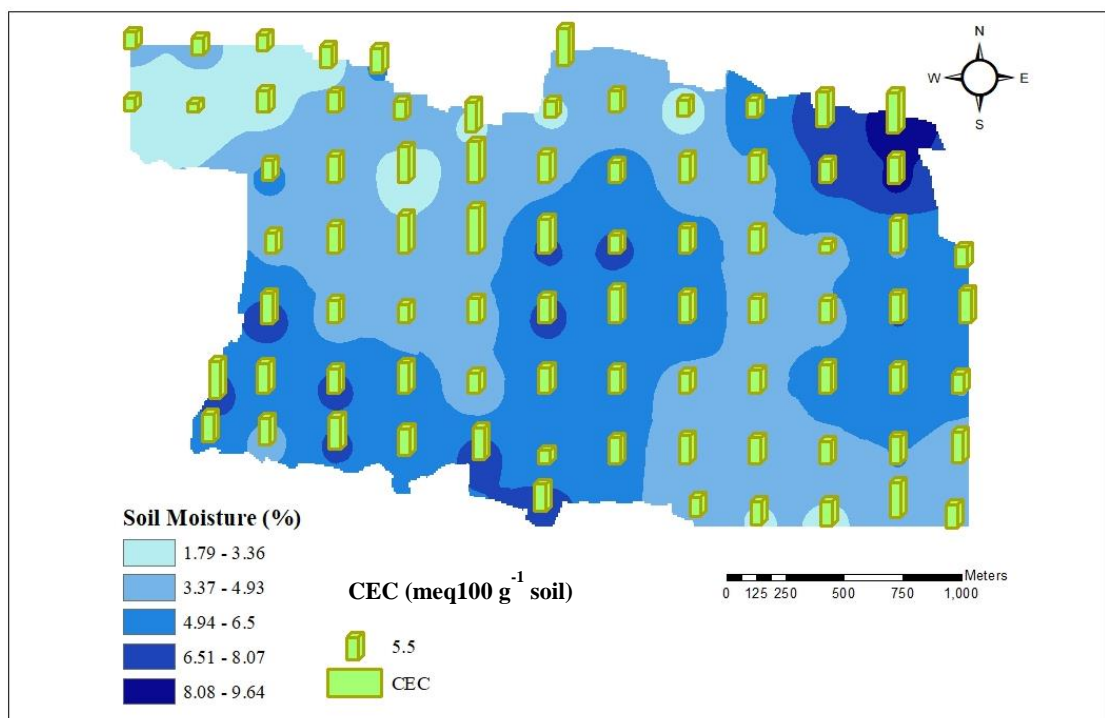 N
W E
S
Soil Moisture (%)
1.79 - 3.36
3.37 - 4.93
4.94 - 6.5
6.51 - 8.07
8.08 - 9.64
CEC (meq100 g⁻¹ soil)
5.5
CEC
Meters
0 125 250 500 750 1,000